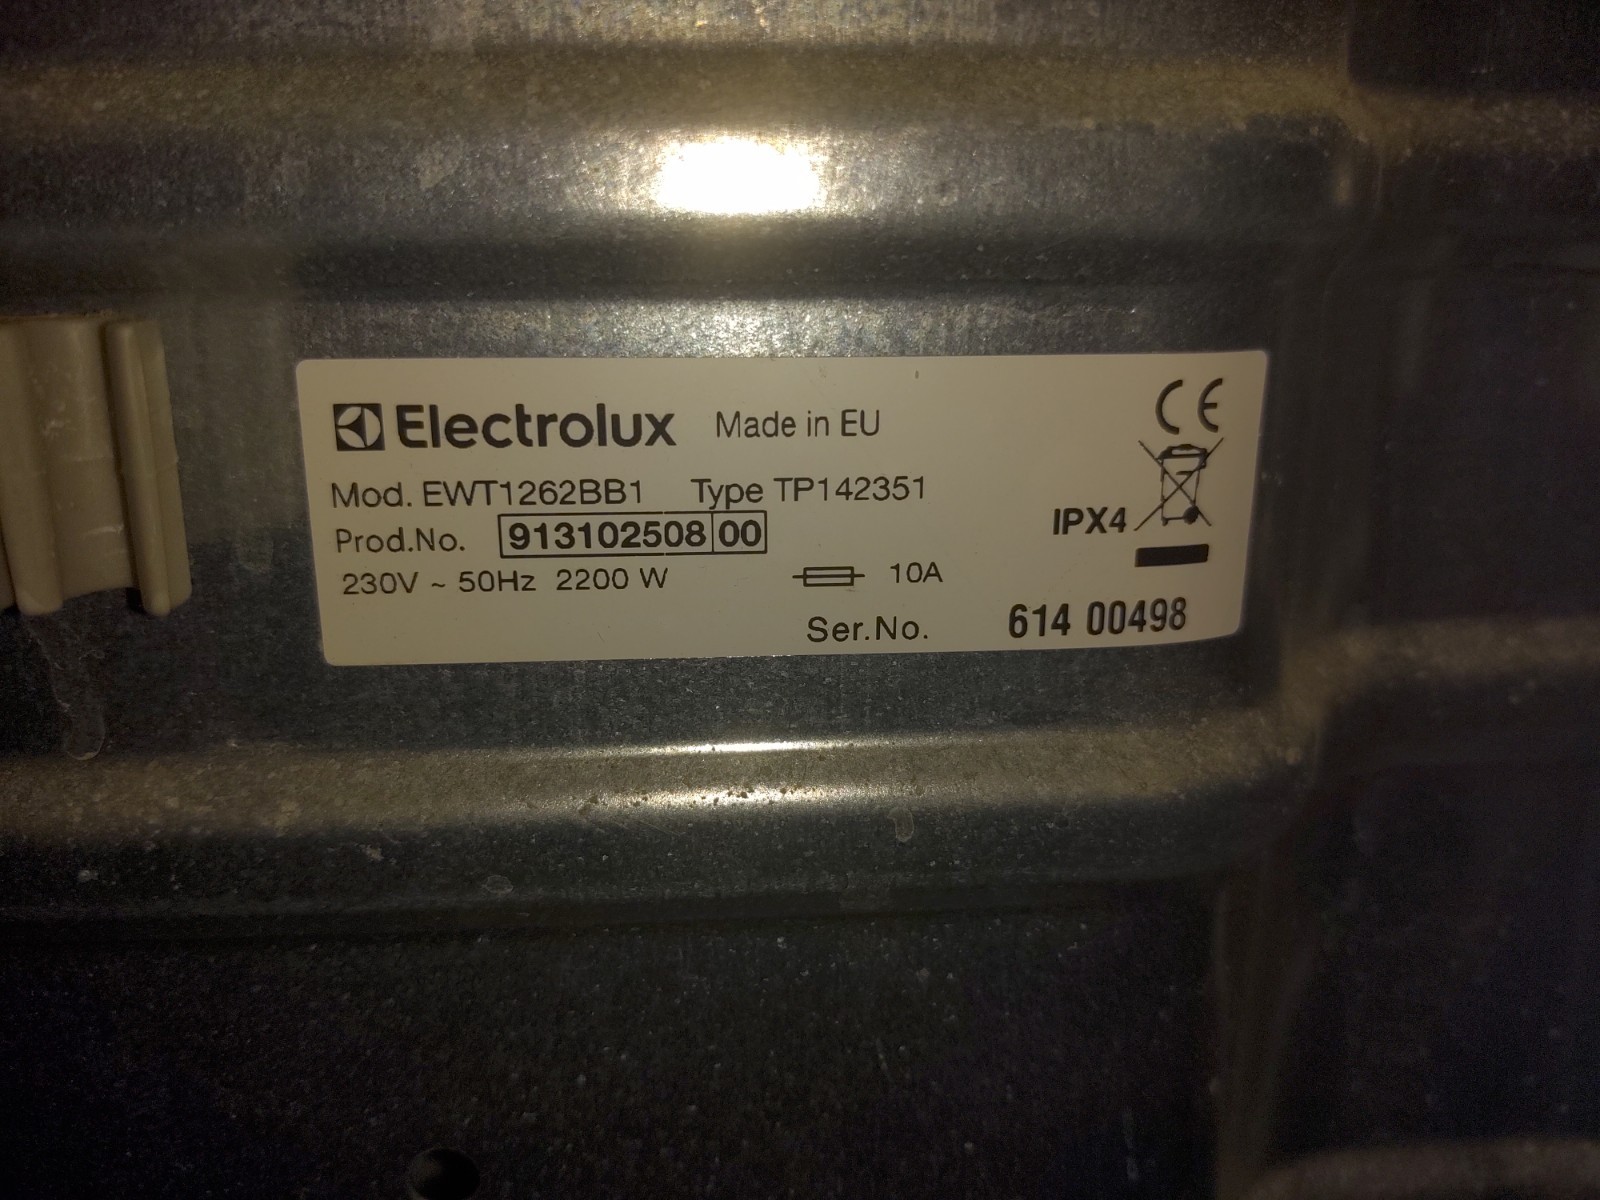 Electrolux Made in EU
CE
Mod. EWT1262BB1 Type TP142351
Prod.No. 913102508 00
IPX4
230V ~ 50Hz 2200 W 10A
Ser.No. 614 00498